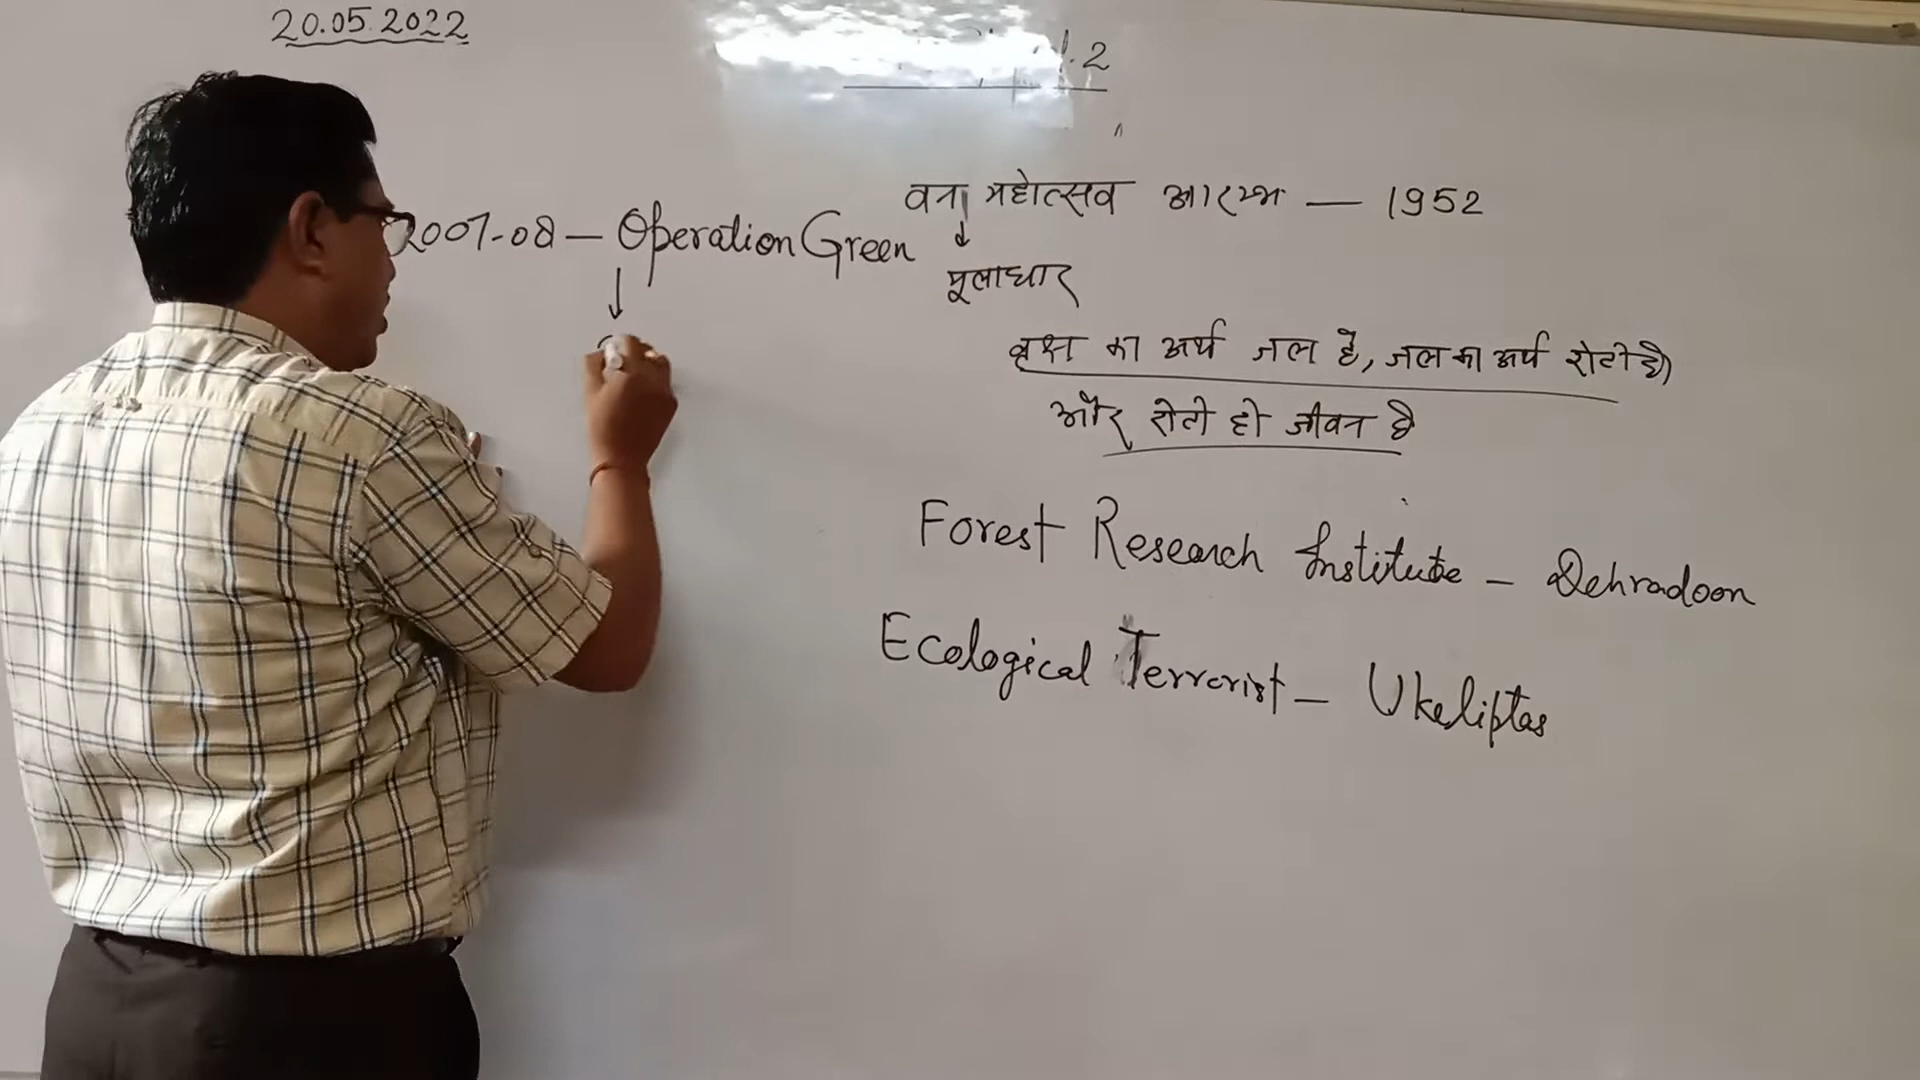 20.05.2022
2
2007-08 – Operation Green
वन महोत्सव आरम्भ — 1952
मूलाधार
वृक्ष का अर्थ जल है, जल का अर्थ रोटी है
और रोटी ही जीवन है
Forest Research Institute – Dehradoon
Ecological Terrorist – Ukeliptas